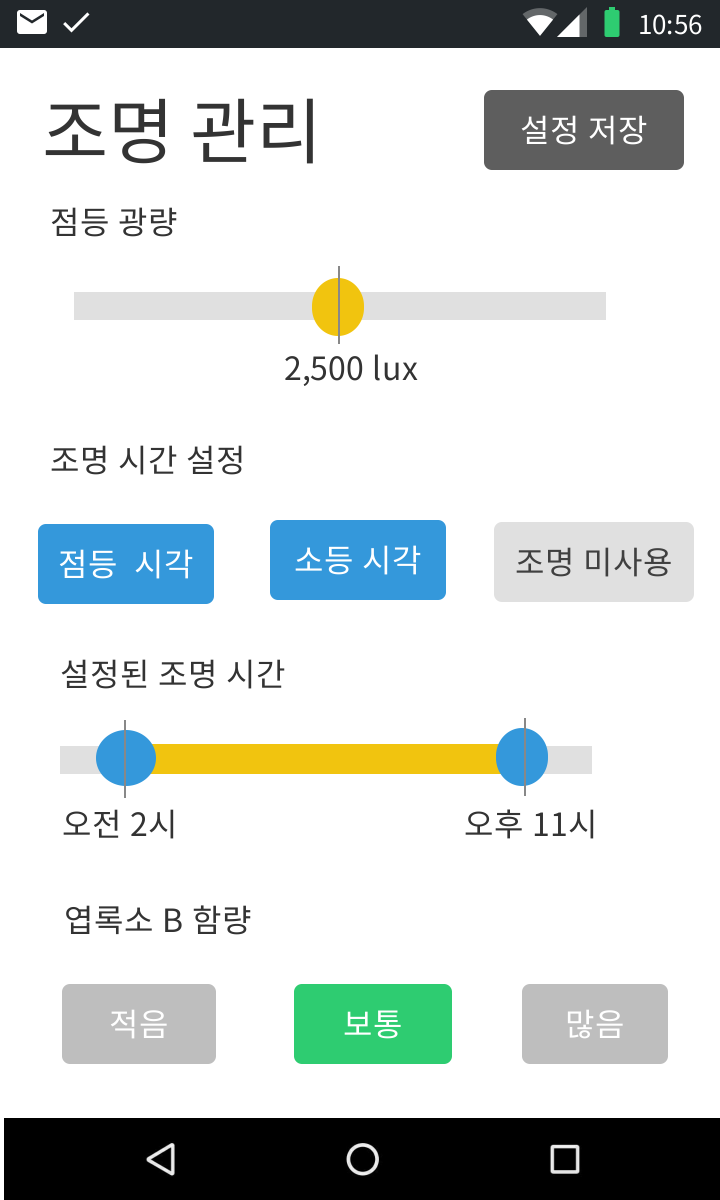 10:56
조명 관리
설정 저장
점등 광량
2,500 lux
조명 시간 설정
점등 시각
소등 시각
조명 미사용
설정된 조명 시간
오전 2시
오후 11시
엽록소 B 함량
적음
보통
많음